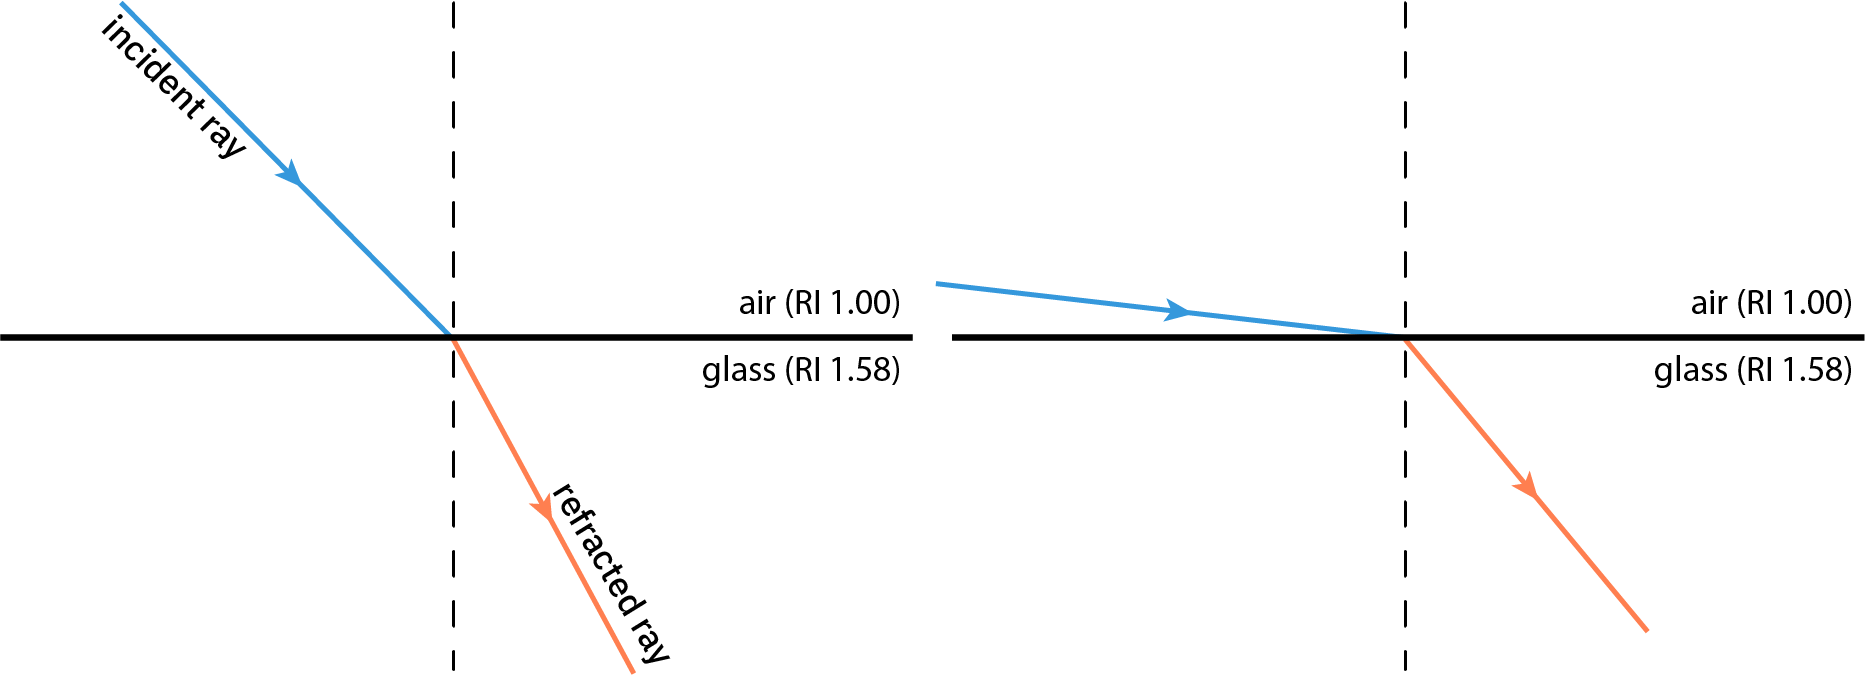 incident ray
air (RI 1.00)
glass (RI 1.58)
refracted ray
air (RI 1.00)
glass (RI 1.58)